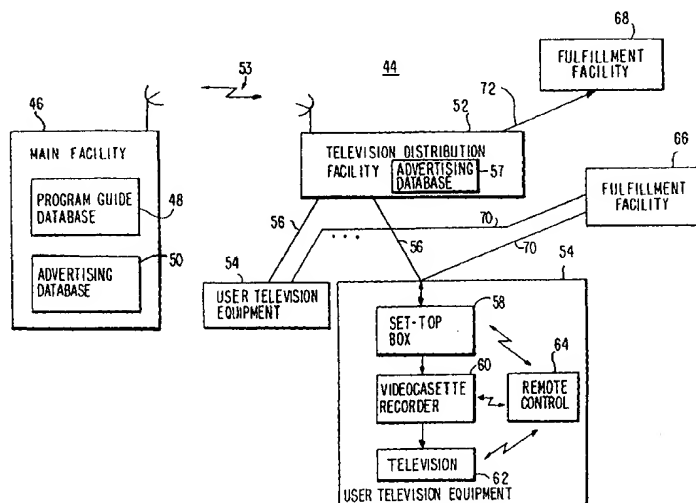 44
53
46
MAIN FACILITY
PROGRAM GUIDE
DATABASE
48
ADVERTISING
DATABASE
50
52
TELEVISION DISTRIBUTION
FACILITY
ADVERTISING
DATABASE
57
72
68
FULFILLMENT
FACILITY
66
FULFILLMENT
FACILITY
56
56
70
70
...
54
USER TELEVISION
EQUIPMENT
54
58
SET-TOP
BOX
60
VIDEOCASETTE
RECORDER
64
REMOTE
CONTROL
TELEVISION
62
USER TELEVISION EQUIPMENT